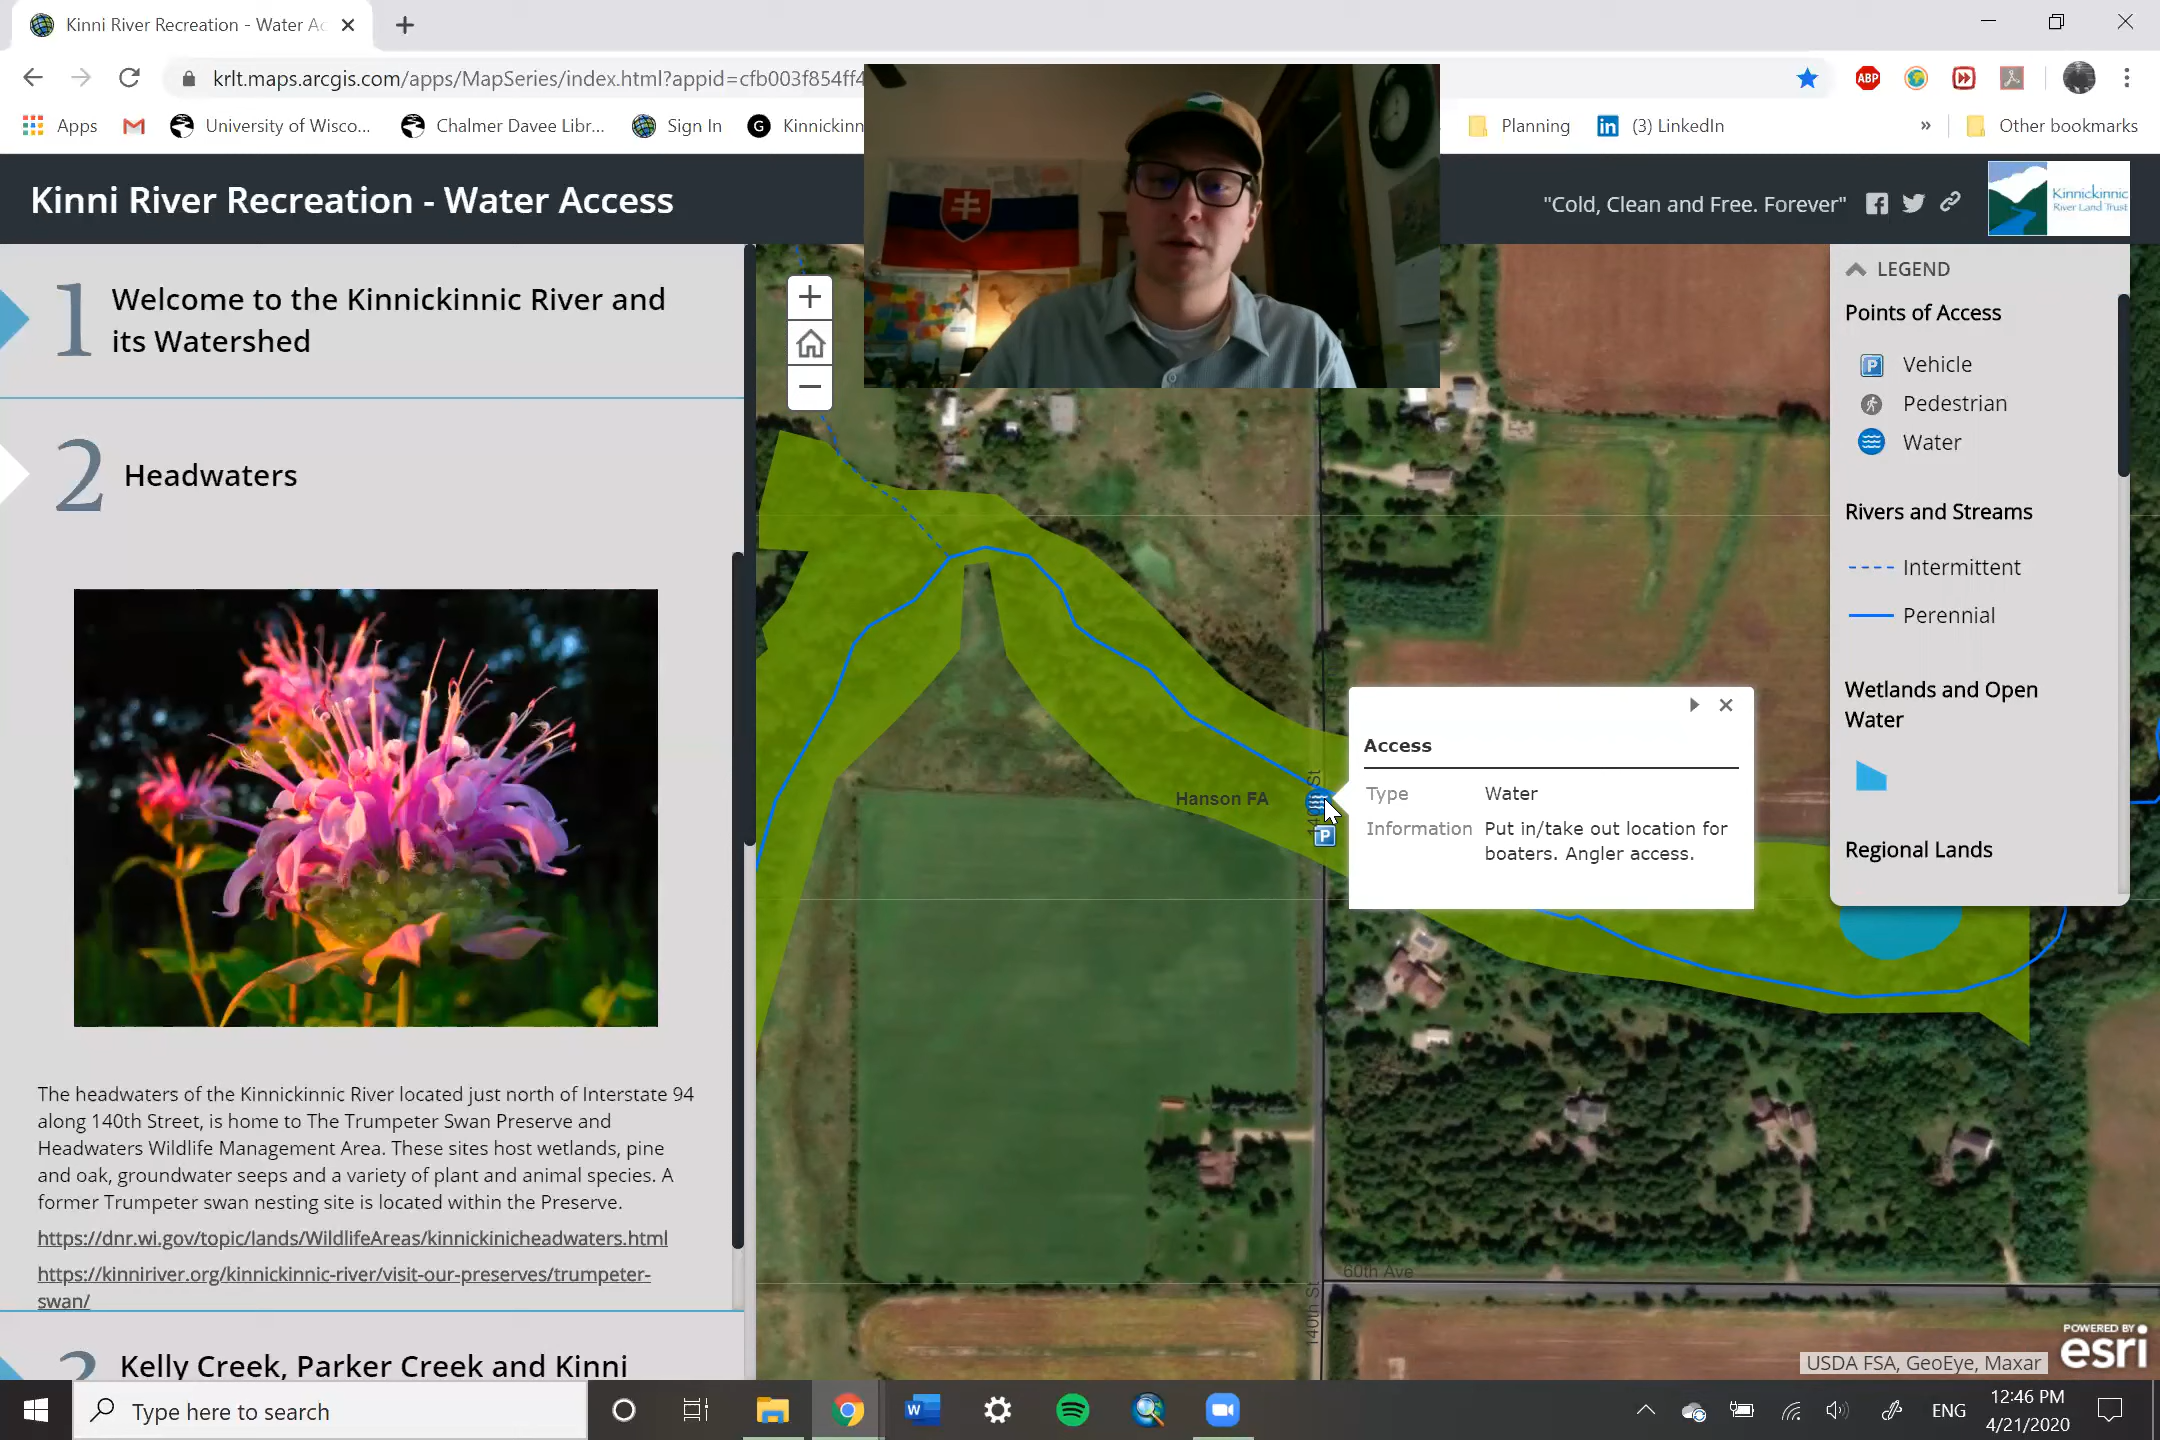 Kinni River Recreation - Water Ac
krlt.maps.arcgis.com/apps/MapSeries/index.html?appid=cfb003f854ff4
ABP
Apps
University of Wisco...
Chalmer Davee Libr...
Sign In
G
Kinnickinn
Planning
in
(3) LinkedIn
»
Other bookmarks
Kinni River Recreation - Water Access
"Cold, Clean and Free. Forever"
Kinnickinnic
River Land Trust
1
Welcome to the Kinnickinnic River and
its Watershed
2
Headwaters
The headwaters of the Kinnickinnic River located just north of Interstate 94
along 140th Street, is home to The Trumpeter Swan Preserve and
Headwaters Wildlife Management Area. These sites host wetlands, pine
and oak, groundwater seeps and a variety of plant and animal species. A
former Trumpeter swan nesting site is located within the Preserve.
https://dnr.wi.gov/topic/lands/WildlifeAreas/kinnickinicheadwaters.html
https://kinniriver.org/kinnickinnic-river/visit-our-preserves/trumpeter-
swan/
Kelly Creek, Parker Creek and Kinni
+
−
Hanson FA
140th St
P
Access
Type Water
Information Put in/take out location for
boaters. Angler access.
60th Ave
140th St
LEGEND
Points of Access
P Vehicle
Pedestrian
Water
Rivers and Streams
Intermittent
Perennial
Wetlands and Open
Water
Regional Lands
POWERED BY
esri
USDA FSA, GeoEye, Maxar
Type here to search
W
ENG
12:46 PM
4/21/2020